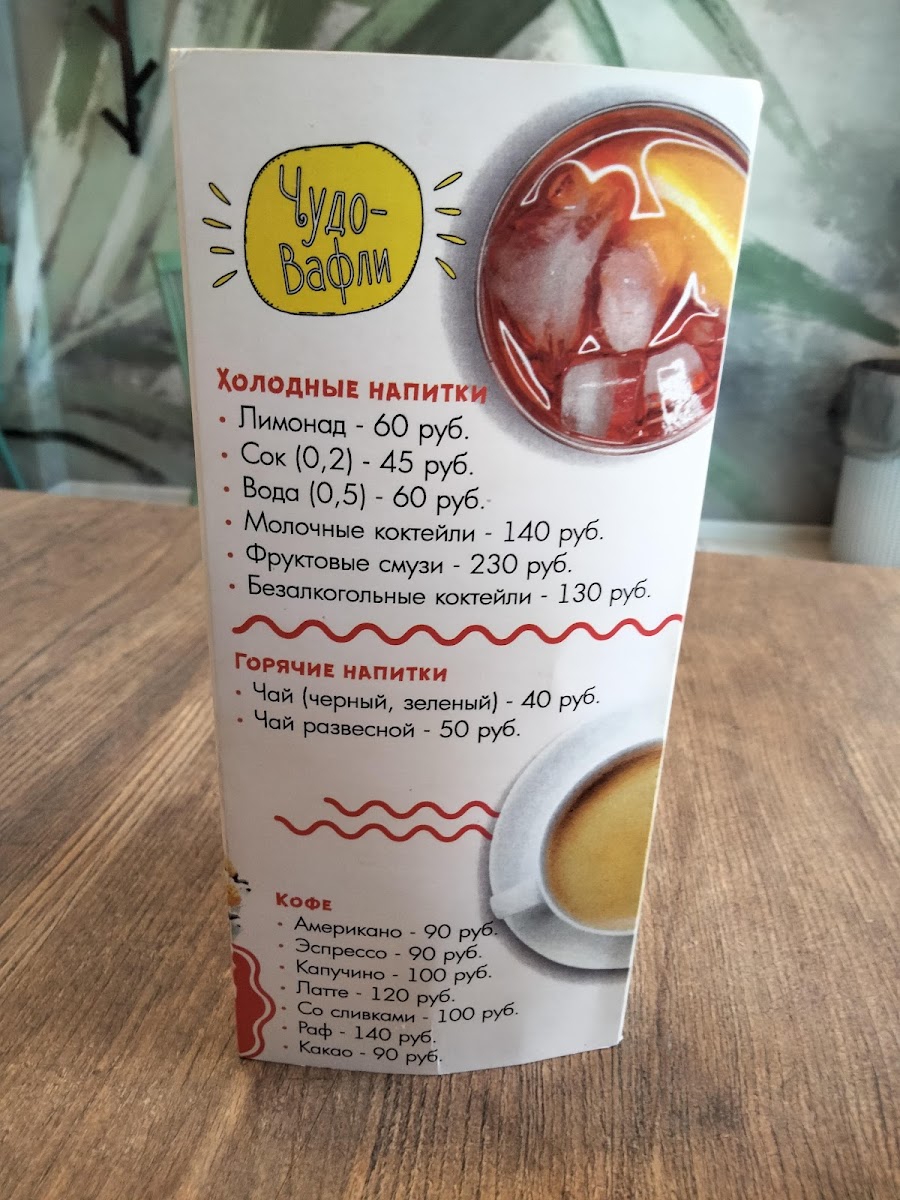 Чудо-
Вафли
Холодные напитки
• Лимонад - 60 руб.
• Сок (0,2) - 45 руб.
• Вода (0,5) - 60 руб.
• Молочные коктейли - 140 руб.
• Фруктовые смузи - 230 руб.
• Безалкогольные коктейли - 130 руб.
Горячие напитки
• Чай (черный, зеленый) - 40 руб.
• Чай развесной - 50 руб.
Кофе
• Американо - 90 руб.
• Эспрессо - 90 руб.
• Капучино - 100 руб.
• Латте - 120 руб.
• Со сливками - 100 руб.
• Раф - 140 руб.
• Какао - 90 руб.